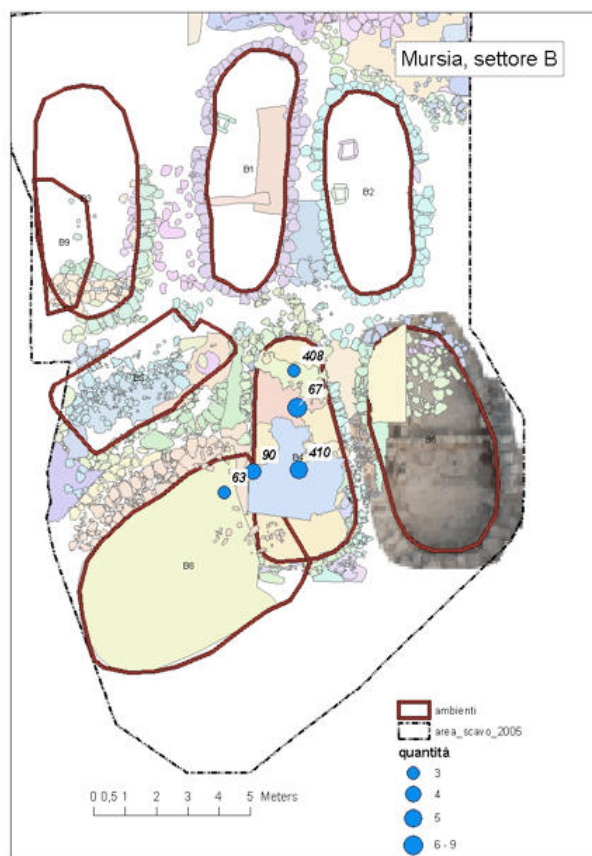 Mursia, settore B
B1
B2
B9
408
67
90
410
63
B8
ambienti
area_scavo_2005
quantità
3
4
5
6 - 9
0 0,5 1 2 3 4 5 Meters